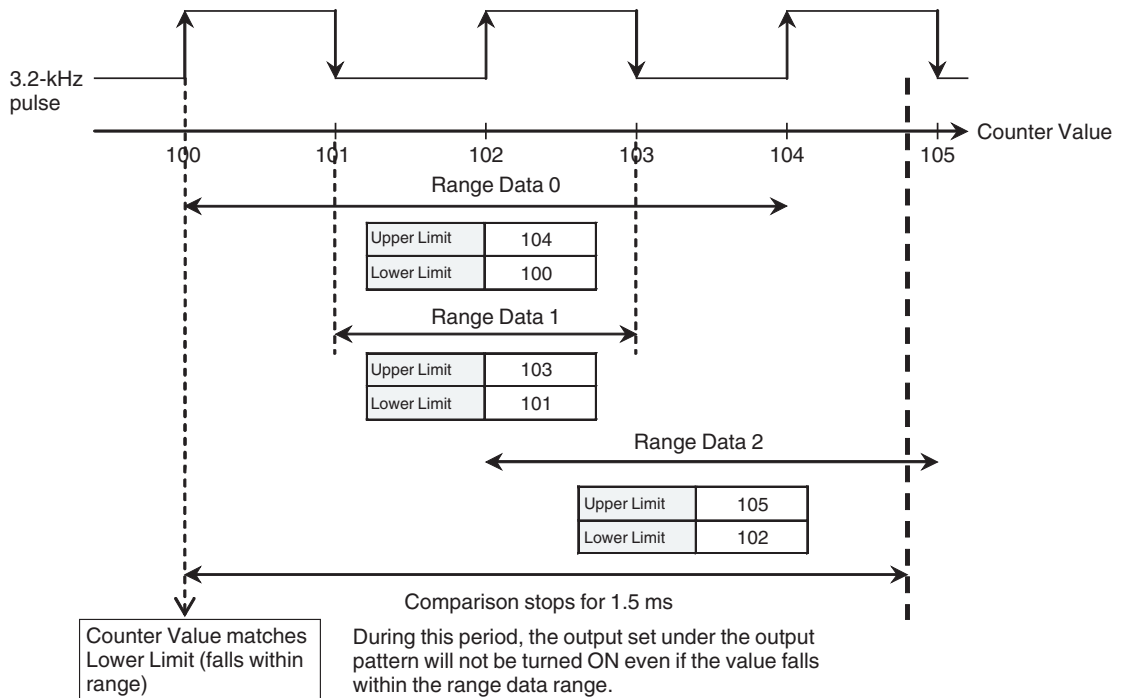 3.2-kHz
pulse
Counter Value
100 101 102 103 104 105
Range Data 0
Upper Limit 104
Lower Limit 100
Range Data 1
Upper Limit 103
Lower Limit 101
Range Data 2
Upper Limit 105
Lower Limit 102
Comparison stops for 1.5 ms
Counter Value matches
Lower Limit (falls within
range)
During this period, the output set under the output
pattern will not be turned ON even if the value falls
within the range data range.